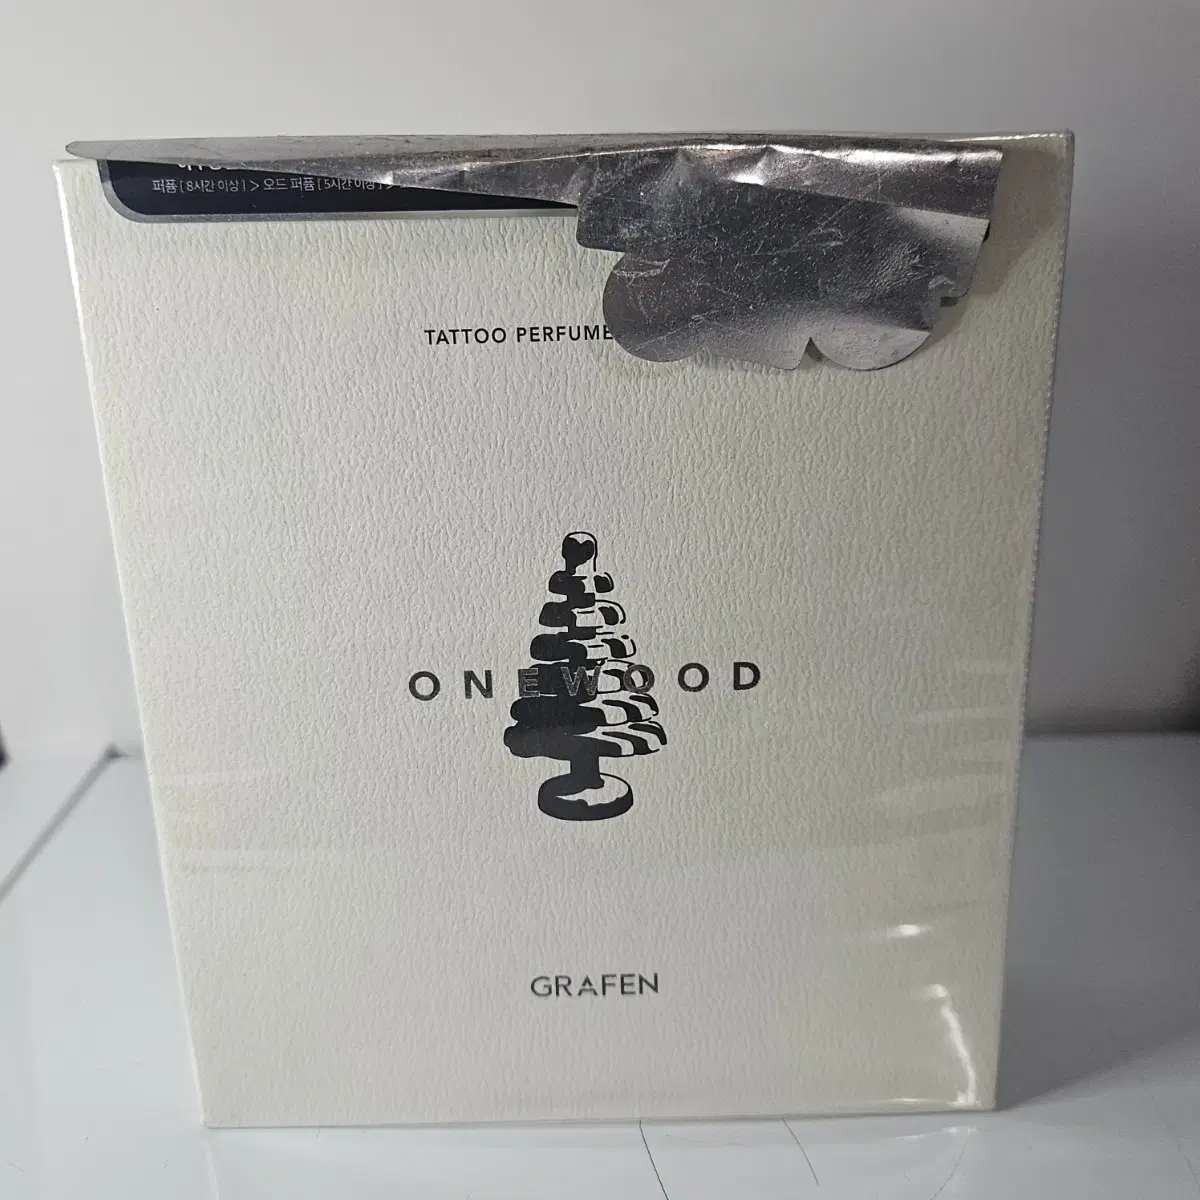 퍼퓸 [ 8시간 이상 ] > 오드 퍼퓸 [ 5시간 이상 ] >
TATTOO PERFUME
ONEWOOD
GRAFEN